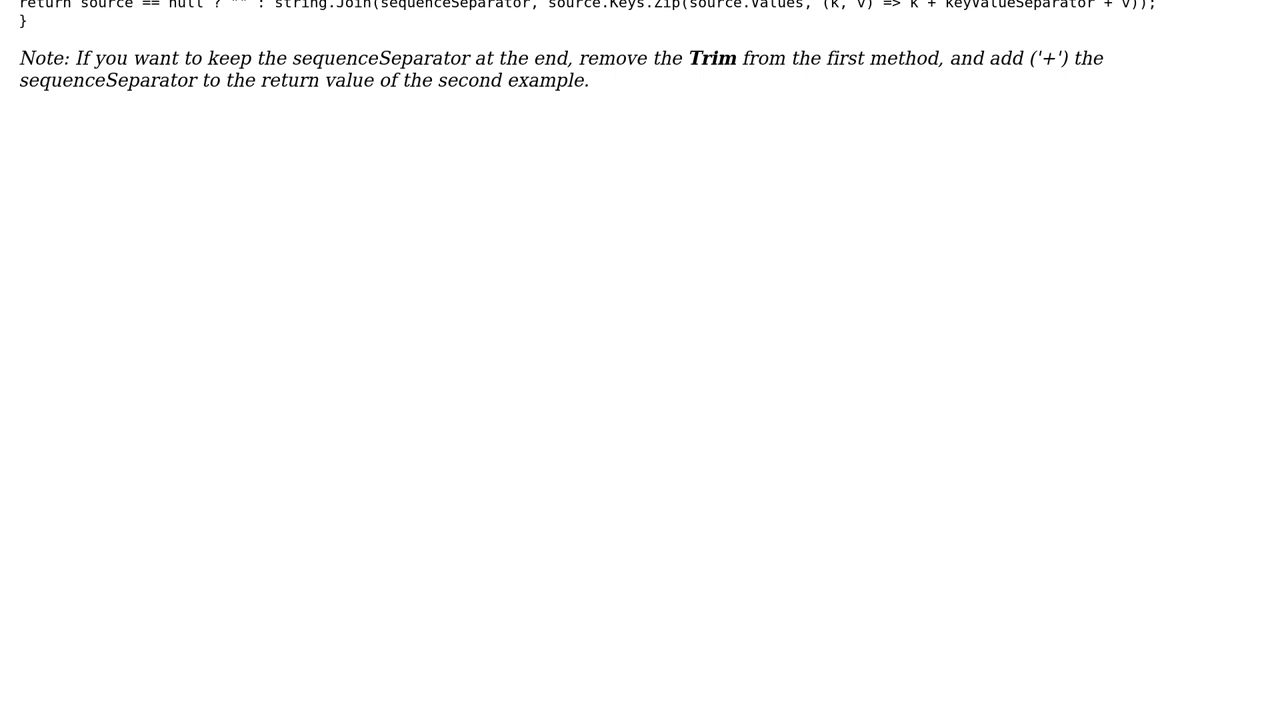 return source == null ? "" : string.Join(sequenceSeparator, source.Keys.Zip(source.Values, (k, v) => k + keyValueSeparator + v));
}
Note: If you want to keep the sequenceSeparator at the end, remove the Trim from the first method, and add ('+') the
sequenceSeparator to the return value of the second example.